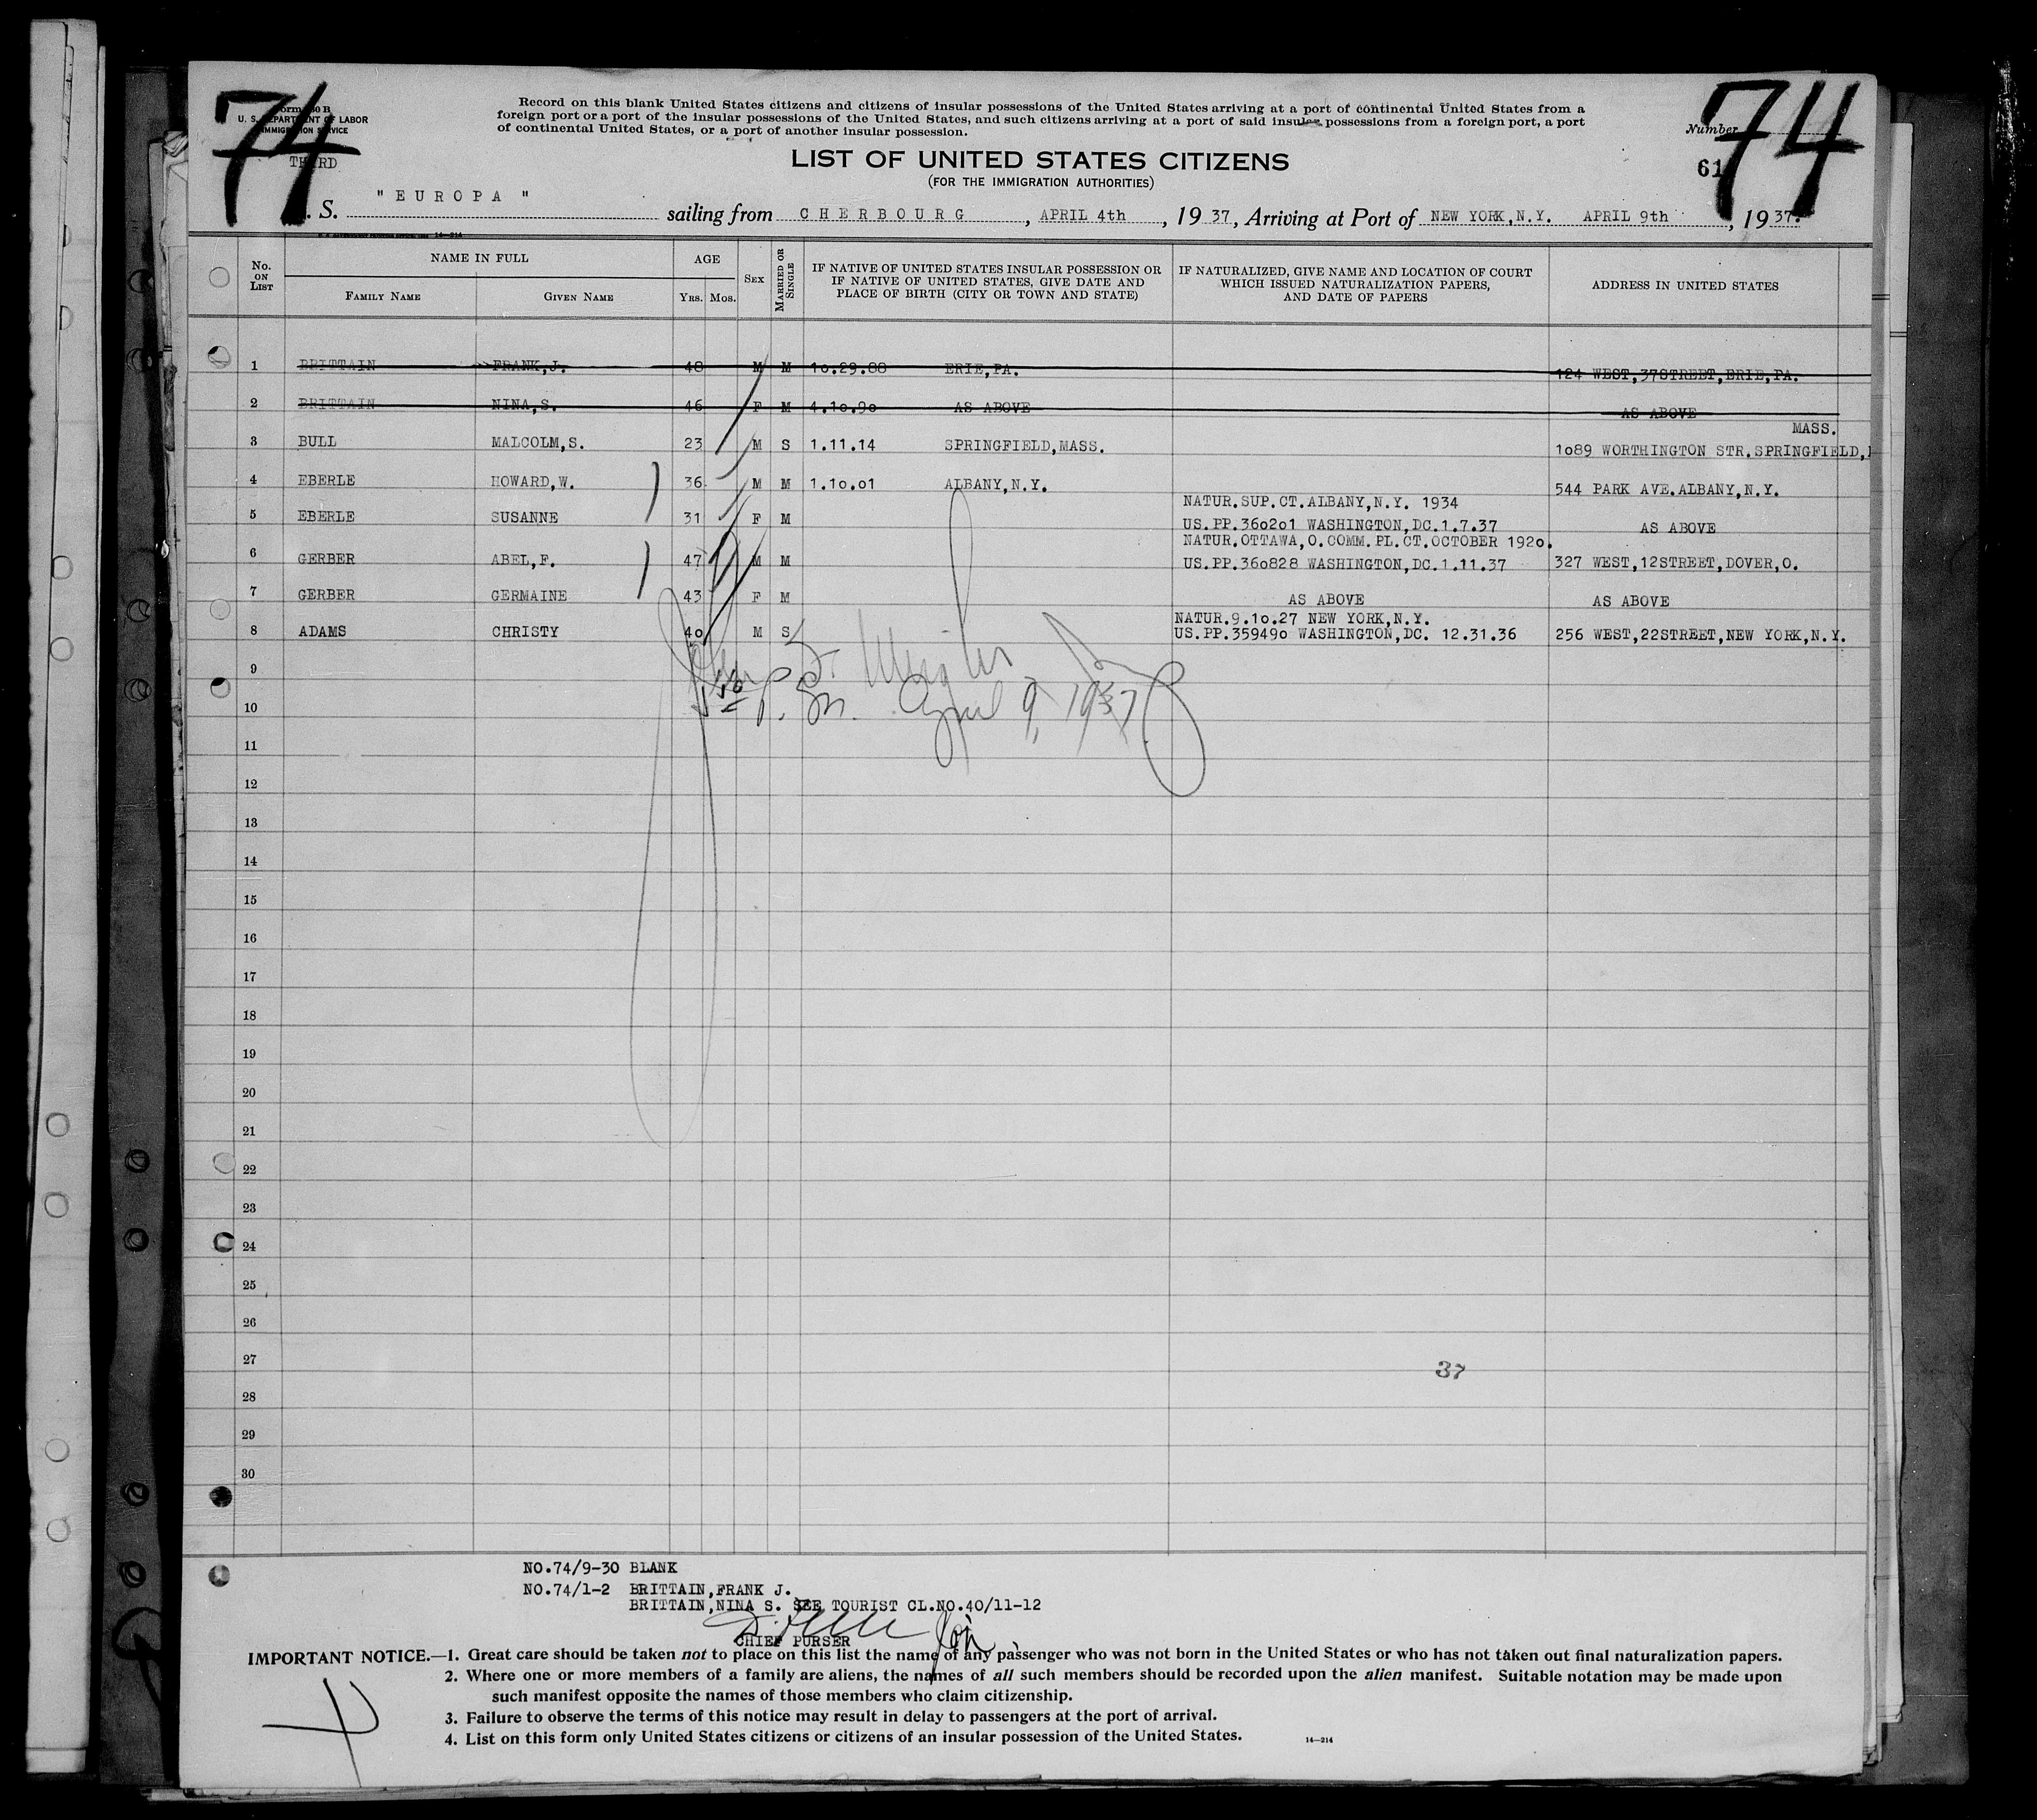 74
74
Form 630 B
U. S. DEPARTMENT OF LABOR
IMMIGRATION SERVICE
THIRD
Record on this blank United States citizens and citizens of insular possessions of the United States arriving at a port of continental United States from a
foreign port or a port of the insular possessions of the United States, and such citizens arriving at a port of said insular possessions from a foreign port, a port
of continental United States, or a port of another insular possession.
Number
61
LIST OF UNITED STATES CITIZENS
(FOR THE IMMIGRATION AUTHORITIES)
S. S. "EUROPA" sailing from CHERBOURG, APRIL 4th, 1937, Arriving at Port of NEW YORK,N.Y. APRIL 9th, 1937.
14—214
No. ON LIST
NAME IN FULL
FAMILY NAME
GIVEN NAME
AGE
YRS. MOS.
SEX
MARRIED OR SINGLE
IF NATIVE OF UNITED STATES INSULAR POSSESSION OR
IF NATIVE OF UNITED STATES, GIVE DATE AND
PLACE OF BIRTH (CITY OR TOWN AND STATE)
IF NATURALIZED, GIVE NAME AND LOCATION OF COURT
WHICH ISSUED NATURALIZATION PAPERS,
AND DATE OF PAPERS
ADDRESS IN UNITED STATES
1 BRITTAIN FRANK,J. 48 M M 1o.29.88 ERIE,PA. 124 WEST,37STREET,ERIE,PA.
2 BRITTAIN NINA,S. 46 F M 4.1o.9o AS ABOVE AS ABOVE
MASS.
3 BULL MALCOLM,S. 23 M S 1.11.14 SPRINGFIELD,MASS. 1o89 WORTHINGTON STR.SPRINGFIELD,
4 EBERLE HOWARD,W. 36 M M 1.1o.o1 ALBANY,N.Y. 544 PARK AVE.ALBANY,N.Y.
NATUR.SUP.CT.ALBANY,N.Y. 1934
5 EBERLE SUSANNE 31 F M US.PP.36o2o1 WASHINGTON,DC.1.7.37 AS ABOVE
NATUR.OTTAWA,O.COMM.PL.CT.OCTOBER 192o.
6 GERBER ABEL,F. 47 M M US.PP.36o828 WASHINGTON,DC.1.11.37 327 WEST,12STREET,DOVER,O.
7 GERBER GERMAINE 43 F M AS ABOVE AS ABOVE
NATUR.9.1o.27 NEW YORK,N.Y.
8 ADAMS CHRISTY 4o M S US.PP.35949o WASHINGTON,DC. 12.31.36 256 WEST,22STREET,NEW YORK,N.Y.
9
April 9, 1937
10
11
12
13
14
15
16
17
18
19
20
21
22
23
24
25
26
27
37
28
29
30
NO.74/9-30 BLANK
NO.74/1-2 BRITTAIN,FRANK J.
BRITTAIN,NINA S. SEE TOURIST CL.NO.40/11-12
CHIEF PURSER
IMPORTANT NOTICE.—1. Great care should be taken not to place on this list the name of any passenger who was not born in the United States or who has not taken out final naturalization papers.
2. Where one or more members of a family are aliens, the names of all such members should be recorded upon the alien manifest. Suitable notation may be made upon
such manifest opposite the names of those members who claim citizenship.
3. Failure to observe the terms of this notice may result in delay to passengers at the port of arrival.
4. List on this form only United States citizens or citizens of an insular possession of the United States.
14—214